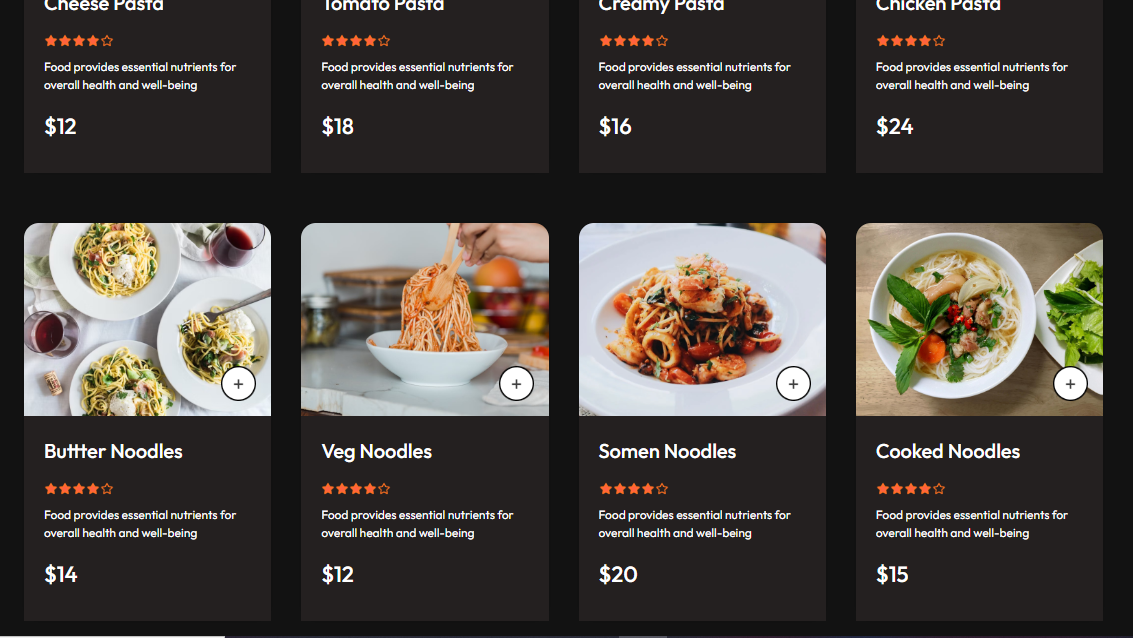 Cheese Pasta
Tomato Pasta
Creamy Pasta
Chicken Pasta
Food provides essential nutrients for
overall health and well-being
Food provides essential nutrients for
overall health and well-being
Food provides essential nutrients for
overall health and well-being
Food provides essential nutrients for
overall health and well-being
$12
$18
$16
$24
Buttter Noodles
Veg Noodles
Somen Noodles
Cooked Noodles
Food provides essential nutrients for
overall health and well-being
Food provides essential nutrients for
overall health and well-being
Food provides essential nutrients for
overall health and well-being
Food provides essential nutrients for
overall health and well-being
$14
$12
$20
$15